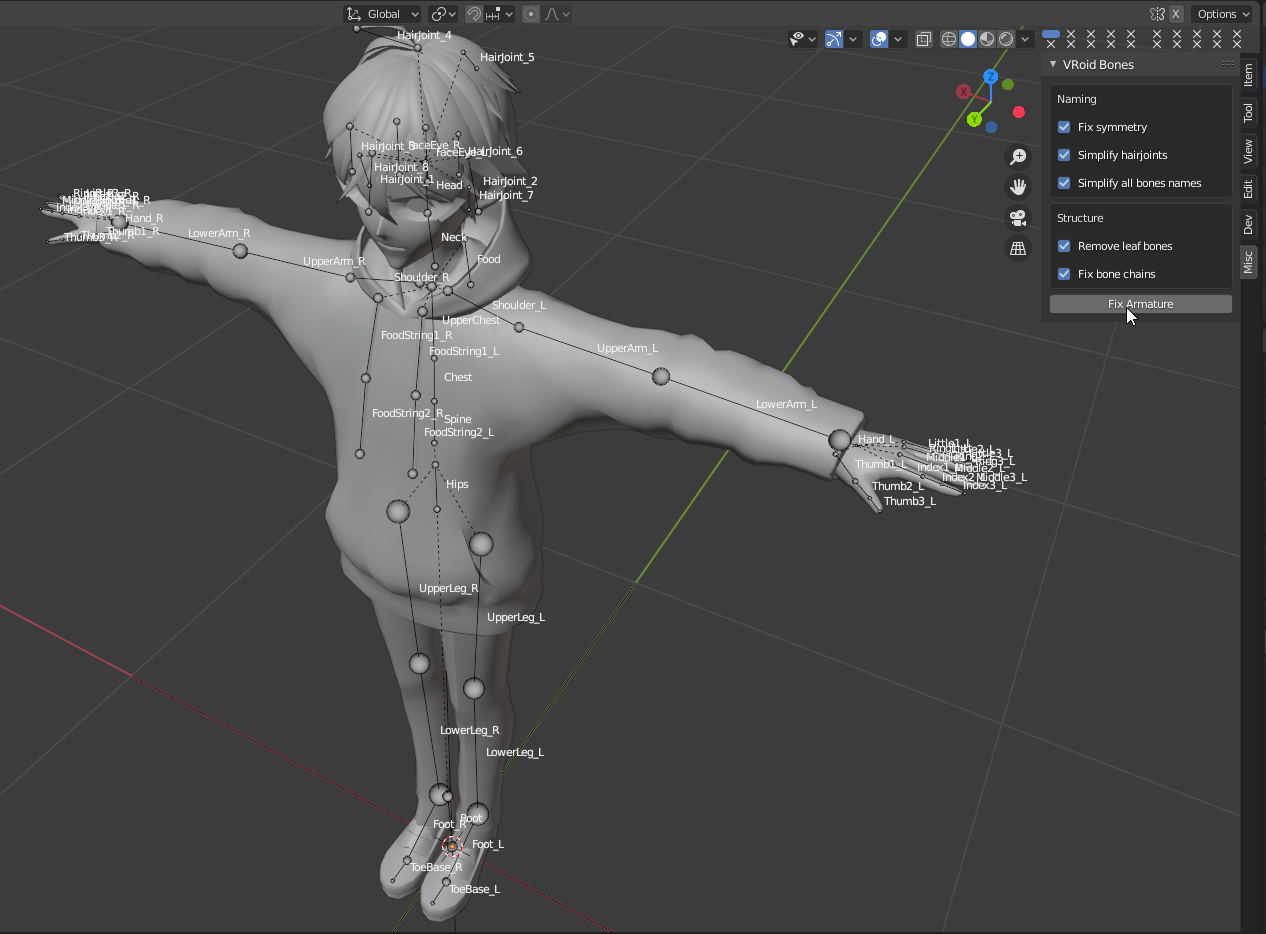 Global
X
Options
HairJoint_4
HairJoint_5
VRoid Bones
Item
Naming
Tool
Fix symmetry
FaceEye_R
HairJoint_6
View
Simplify hairjoints
HairJoint_8
HairJoint_1
Head
HairJoint_2
Simplify all bones names
Edit
HairJoint_7
Hand_R
Structure
Dev
Thumb1_R
LowerArm_R
Neck
Remove leaf bones
UpperArm_R
Food
Misc
Shoulder_R
Fix bone chains
Shoulder_L
Fix Armature
UpperChest
FoodString1_R
FoodString1_L
UpperArm_L
Chest
LowerArm_L
FoodString2_R
Spine
FoodString2_L
Hand_L
Little1_L
Thumb1_L
Index1_L
Middle2_L
Middle3_L
Index2_L
Index3_L
Hips
Thumb2_L
Thumb3_L
UpperLeg_R
UpperLeg_L
LowerLeg_R
LowerLeg_L
Root
Foot_R
Foot_L
ToeBase_R
ToeBase_L
Z
X
Y